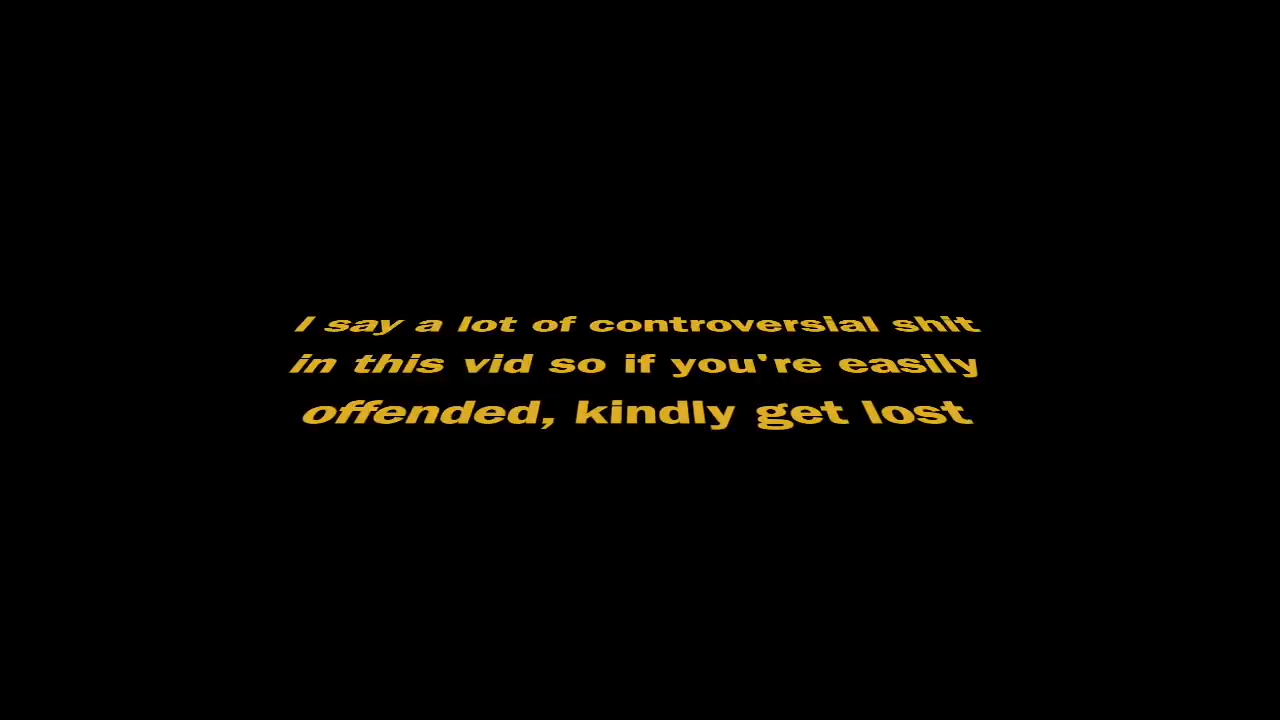 I say a lot of controversial shit
in this vid so if you're easily
offended, kindly get lost